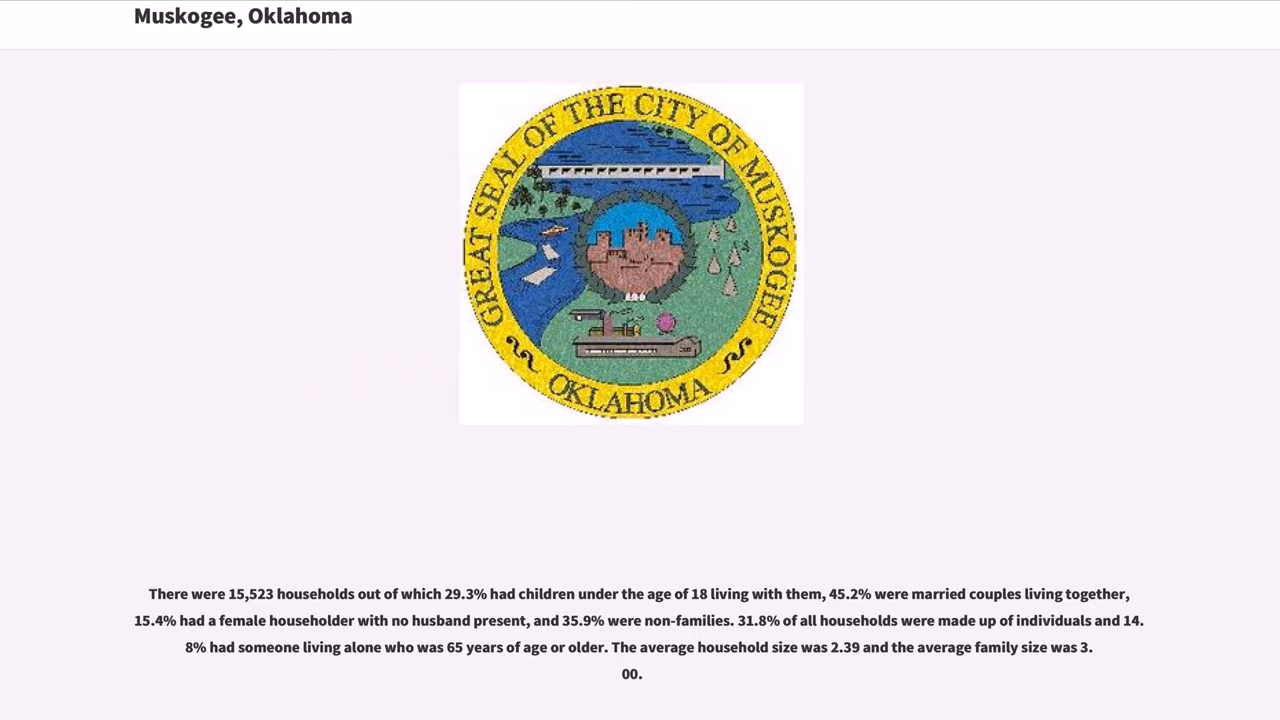 Muskogee, Oklahoma
GREAT SEAL OF THE CITY OF MUSKOGEE
OKLAHOMA
There were 15,523 households out of which 29.3% had children under the age of 18 living with them, 45.2% were married couples living together,
15.4% had a female householder with no husband present, and 35.9% were non-families. 31.8% of all households were made up of individuals and 14.
8% had someone living alone who was 65 years of age or older. The average household size was 2.39 and the average family size was 3.
00.